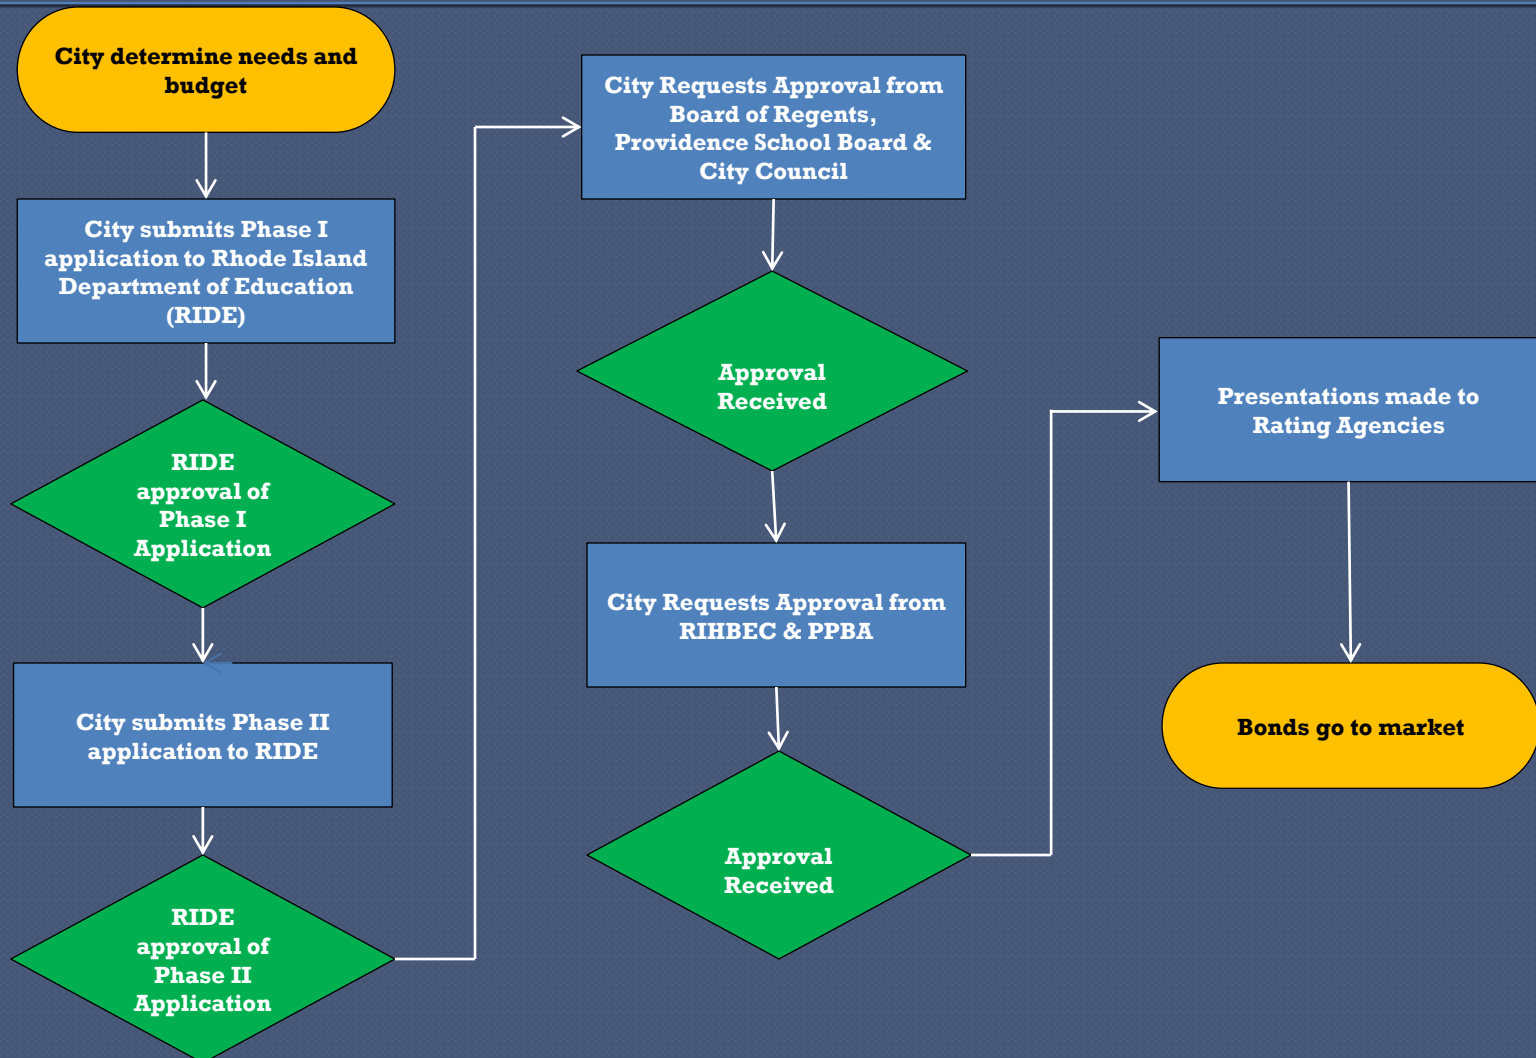 City determine needs and
budget
City submits Phase I
application to Rhode Island
Department of Education
(RIDE)
RIDE
approval of
Phase I
Application
City submits Phase II
application to RIDE
RIDE
approval of
Phase II
Application
City Requests Approval from
Board of Regents,
Providence School Board &
City Council
Approval
Received
City Requests Approval from
RIHBEC & PPBA
Approval
Received
Presentations made to
Rating Agencies
Bonds go to market